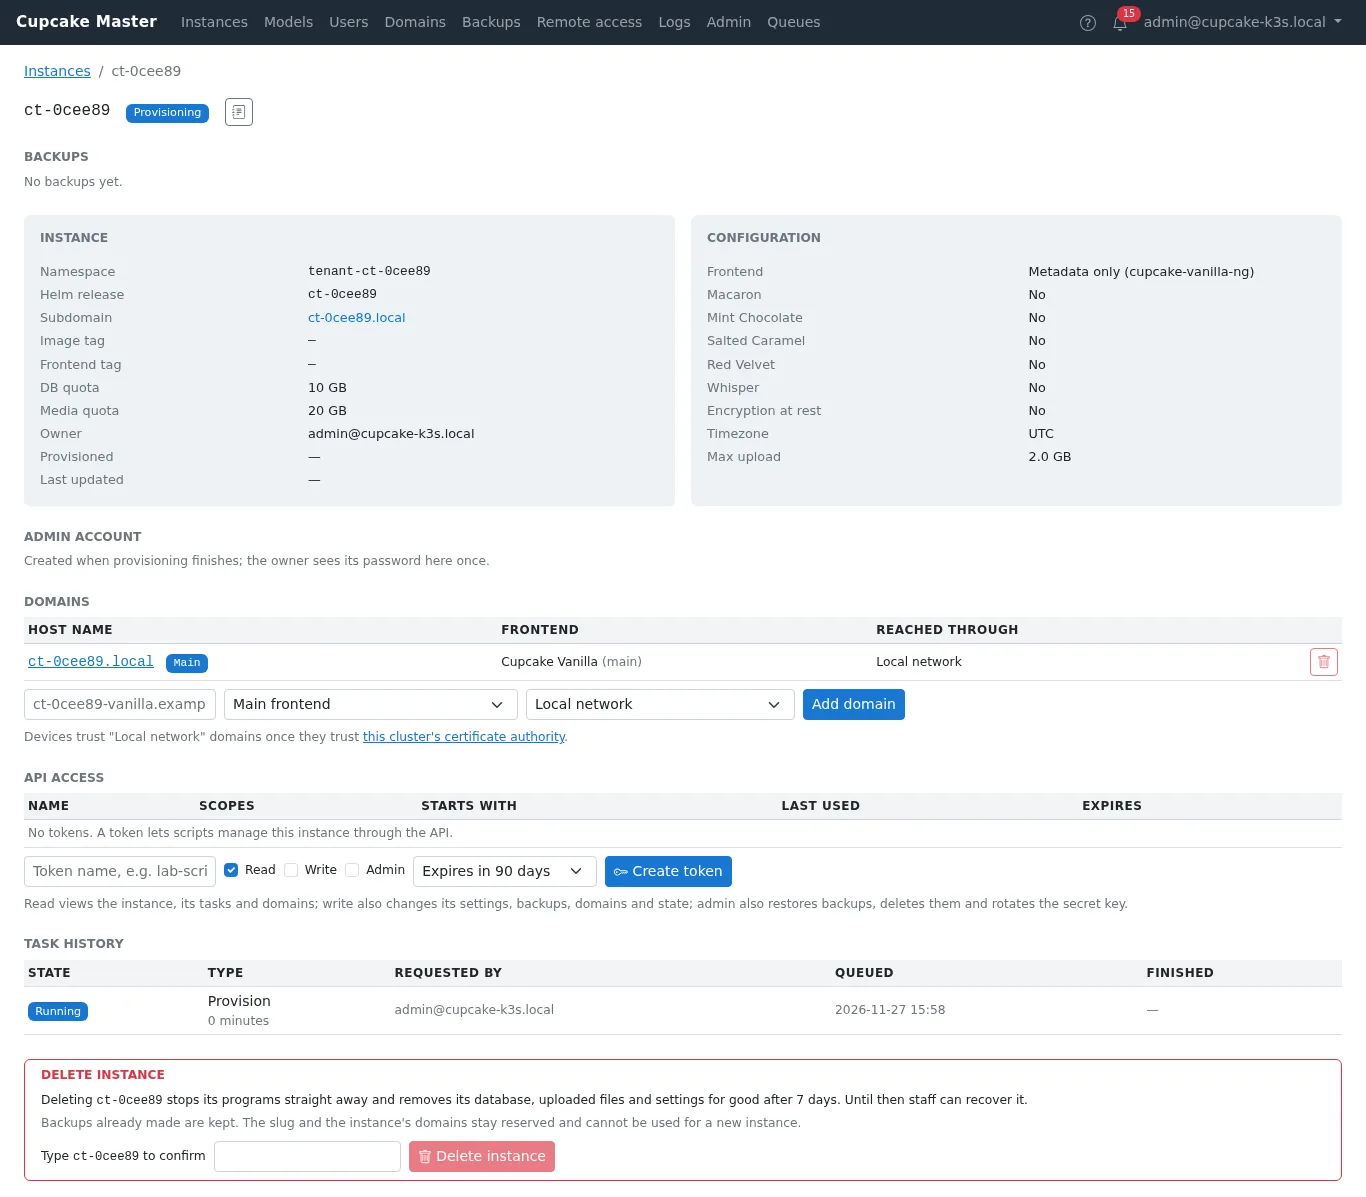 Cupcake Master Instances Models Users Domains Backups Remote access Logs Admin Queues 15 admin@cupcake-k3s.local
Instances / ct-0cee89
ct-0cee89 Provisioning
BACKUPS
No backups yet.
INSTANCE
Namespace tenant-ct-0cee89
Helm release ct-0cee89
Subdomain ct-0cee89.local
Image tag —
Frontend tag —
DB quota 10 GB
Media quota 20 GB
Owner admin@cupcake-k3s.local
Provisioned —
Last updated —
CONFIGURATION
Frontend Metadata only (cupcake-vanilla-ng)
Macaron No
Mint Chocolate No
Salted Caramel No
Red Velvet No
Whisper No
Encryption at rest No
Timezone UTC
Max upload 2.0 GB
ADMIN ACCOUNT
Created when provisioning finishes; the owner sees its password here once.
DOMAINS
HOST NAME FRONTEND REACHED THROUGH
ct-0cee89.local Main Cupcake Vanilla (main) Local network
ct-0cee89-vanilla.examp Main frontend Local network Add domain
Devices trust "Local network" domains once they trust this cluster's certificate authority.
API ACCESS
NAME SCOPES STARTS WITH LAST USED EXPIRES
No tokens. A token lets scripts manage this instance through the API.
Token name, e.g. lab-scri Read Write Admin Expires in 90 days Create token
Read views the instance, its tasks and domains; write also changes its settings, backups, domains and state; admin also restores backups, deletes them and rotates the secret key.
TASK HISTORY
STATE TYPE REQUESTED BY QUEUED FINISHED
Running Provision admin@cupcake-k3s.local 2026-11-27 15:58 —
0 minutes
DELETE INSTANCE
Deleting ct-0cee89 stops its programs straight away and removes its database, uploaded files and settings for good after 7 days. Until then staff can recover it.
Backups already made are kept. The slug and the instance's domains stay reserved and cannot be used for a new instance.
Type ct-0cee89 to confirm Delete instance